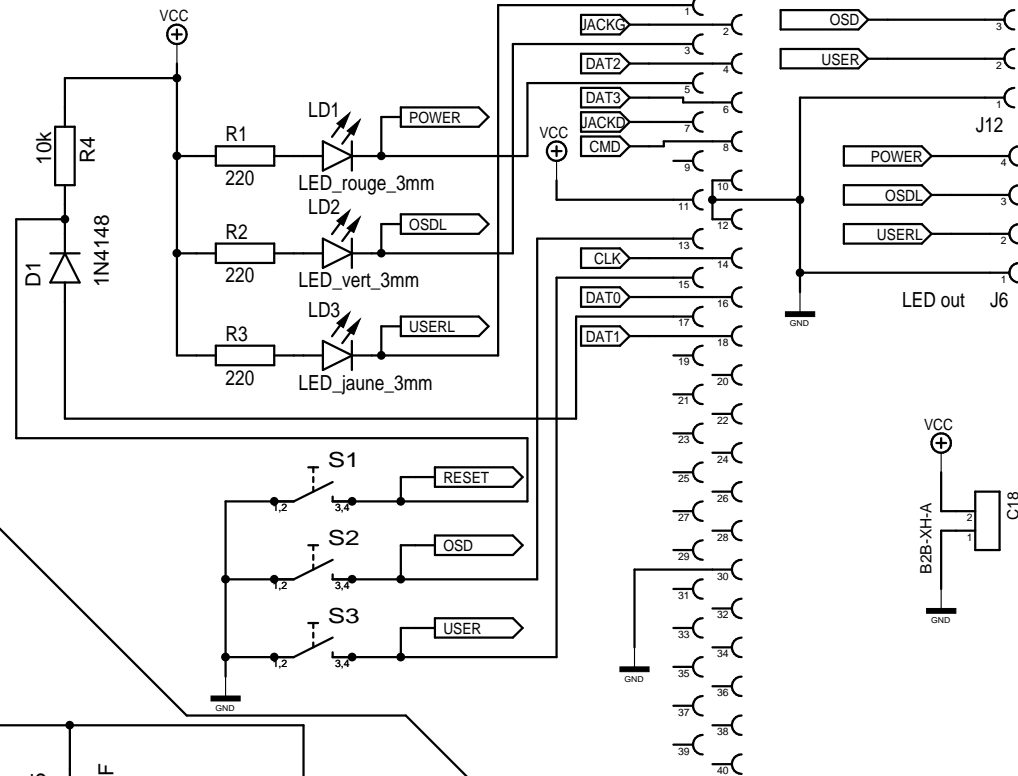 VCC
10k
R4
D1
1N4148
R1
220
LD1
LED_rouge_3mm
POWER
R2
220
LD2
LED_vert_3mm
OSDL
R3
220
LD3
LED_jaune_3mm
USERL
S1
1,2
3,4
RESET
S2
1,2
3,4
OSD
S3
1,2
3,4
USER
GND
JACKG
DAT2
DAT3
JACKD
CMD
VCC
CLK
DAT0
DAT1
GND
1
2
3
4
5
6
7
8
9
10
11
12
13
14
15
16
17
18
19
20
21
22
23
24
25
26
27
28
29
30
31
32
33
34
35
36
37
38
39
40
OSD
3
USER
2
1
J12
POWER
4
OSDL
3
USERL
2
1
LED out
J6
GND
VCC
B2B-XH-A
2
1
C18
GND
F